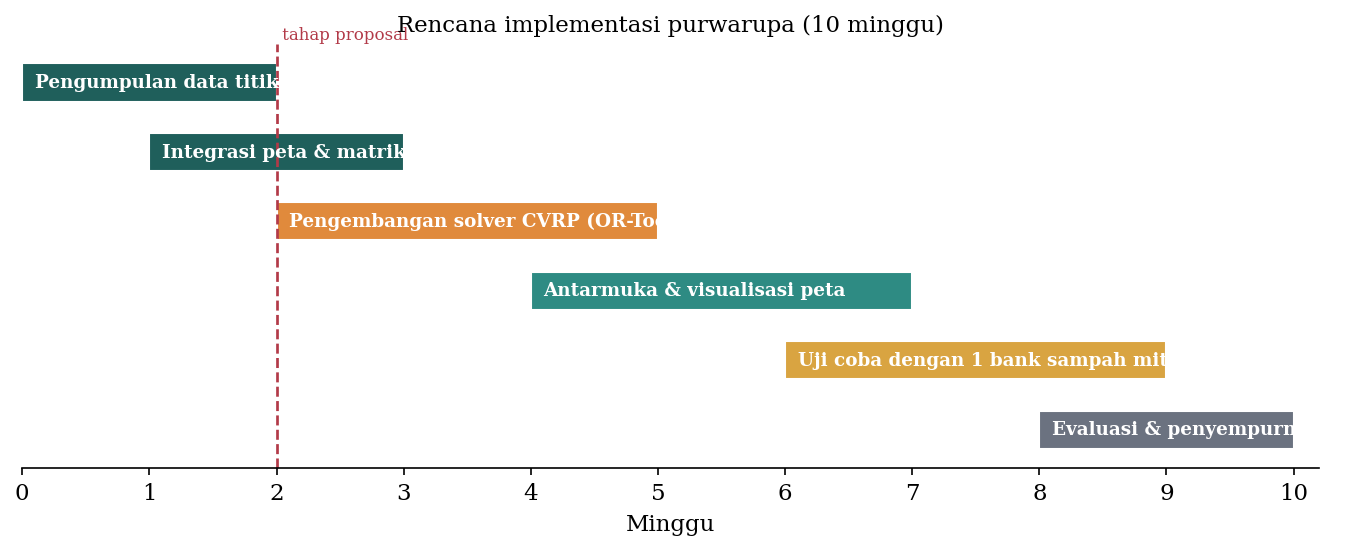 Rencana implementasi purwarupa (10 minggu)
tahap proposal
Pengumpulan data titik
Integrasi peta & matrik
Pengembangan solver CVRP (OR-Too
Antarmuka & visualisasi peta
Uji coba dengan 1 bank sampah mit
Evaluasi & penyempurn
0 1 2 3 4 5 6 7 8 9 10
Minggu